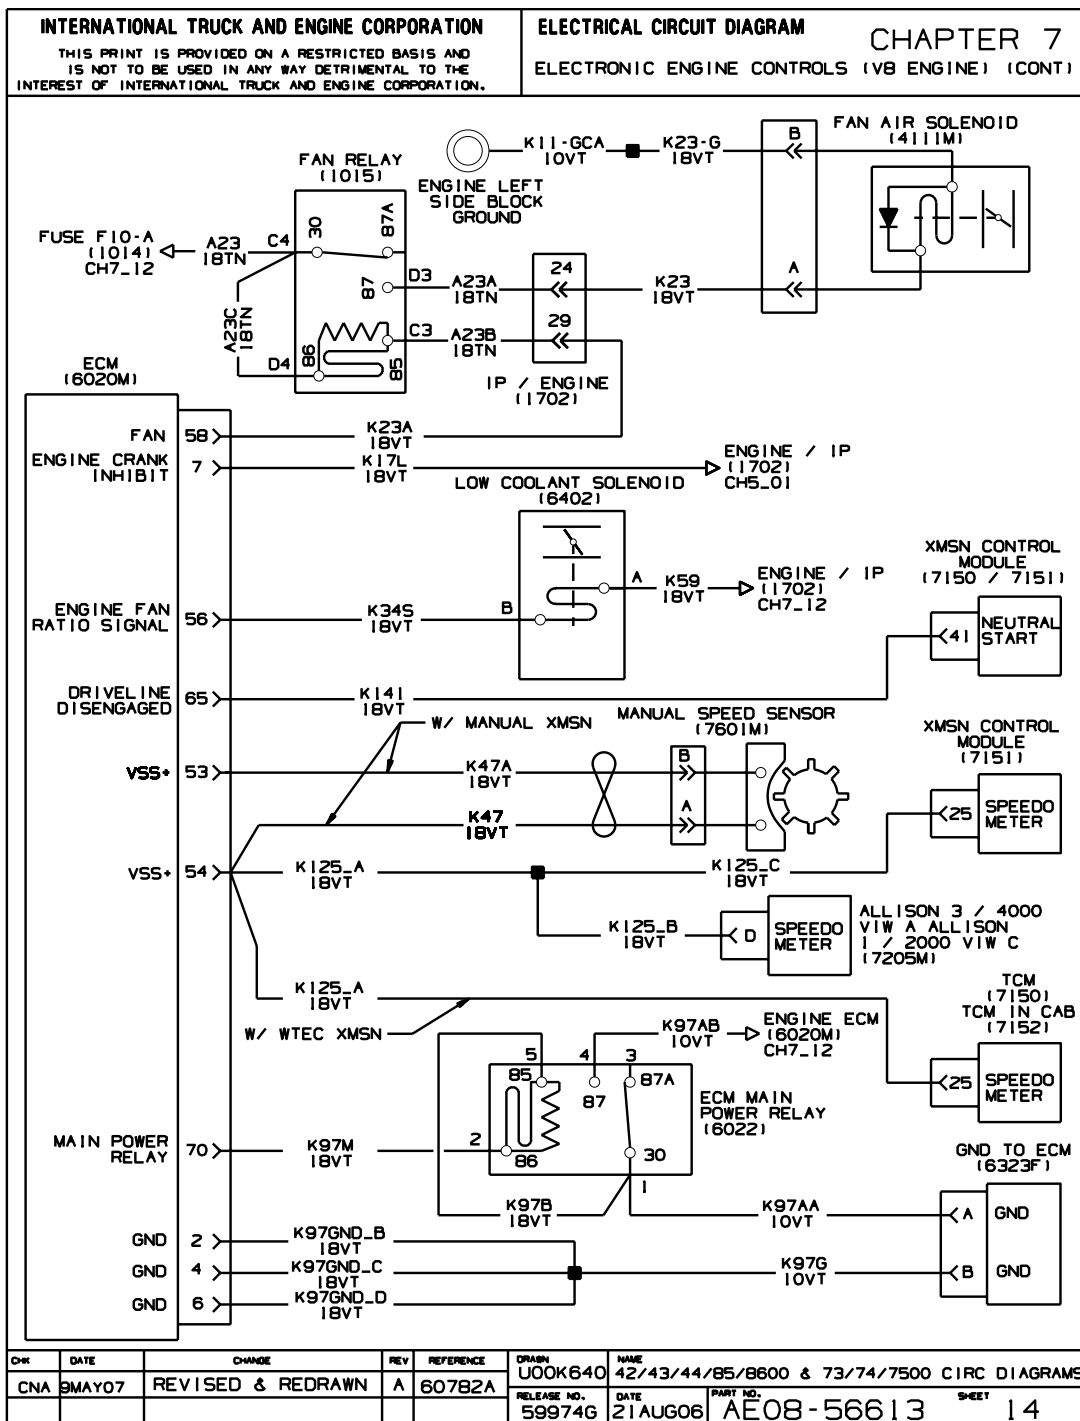 INTERNATIONAL TRUCK AND ENGINE CORPORATION
THIS PRINT IS PROVIDED ON A RESTRICTED BASIS AND
IS NOT TO BE USED IN ANY WAY DETRIMENTAL TO THE
INTEREST OF INTERNATIONAL TRUCK AND ENGINE CORPORATION.
ELECTRICAL CIRCUIT DIAGRAM
CHAPTER 7
ELECTRONIC ENGINE CONTROLS (V8 ENGINE) (CONT)
FAN AIR SOLENOID
(4111M)
B
K11-GCA
10VT
K23-G
18VT
ENGINE LEFT
SIDE BLOCK
GROUND
FAN RELAY
(1015)
30
87A
FUSE F10-A
(1014)
CH7_12
A23
18TN
C4
87
D3
A23A
18TN
24
K23
18VT
A
A23C
18TN
C3
A23B
18TN
29
86
85
D4
IP / ENGINE
(1702)
ECM
(6020M)
FAN
58
K23A
18VT
ENGINE CRANK
INHIBIT
7
K17L
18VT
ENGINE / IP
(1702)
CH5_01
LOW COOLANT SOLENOID
(6402)
A
K59
18VT
ENGINE / IP
(1702)
CH7_12
XMSN CONTROL
MODULE
(7150 / 7151)
ENGINE FAN
RATIO SIGNAL
56
K34S
18VT
B
41
NEUTRAL
START
DRIVELINE
DISENGAGED
65
K141
18VT
W/ MANUAL XMSN
MANUAL SPEED SENSOR
(7601M)
XMSN CONTROL
MODULE
(7151)
VSS+
53
K47A
18VT
B
K47
18VT
A
25
SPEEDO
METER
VSS+
54
K125_A
18VT
K125_C
18VT
K125_B
18VT
D
SPEEDO
METER
ALLISON 3 / 4000
VIW A ALLISON
1 / 2000 VIW C
(7205M)
K125_A
18VT
TCM
(7150)
TCM IN CAB
(7152)
W/ WTEC XMSN
K97AB
10VT
ENGINE ECM
(6020M)
CH7_12
5
4
3
85
87
87A
25
SPEEDO
METER
ECM MAIN
POWER RELAY
(6022)
MAIN POWER
RELAY
70
K97M
18VT
2
86
30
1
GND TO ECM
(6323F)
K97B
18VT
K97AA
10VT
A
GND
GND
2
K97GND_B
18VT
GND
4
K97GND_C
18VT
K97G
10VT
B
GND
GND
6
K97GND_D
18VT
CHK
DATE
CHANGE
REV
REFERENCE
CNA
9MAY07
REVISED & REDRAWN
A
60782A
DRAWN
U00K640
NAME
42/43/44/85/8600 & 73/74/7500 CIRC DIAGRAMS
RELEASE NO.
59974G
DATE
21AUG06
PART NO.
AE08-56613
SHEET
14